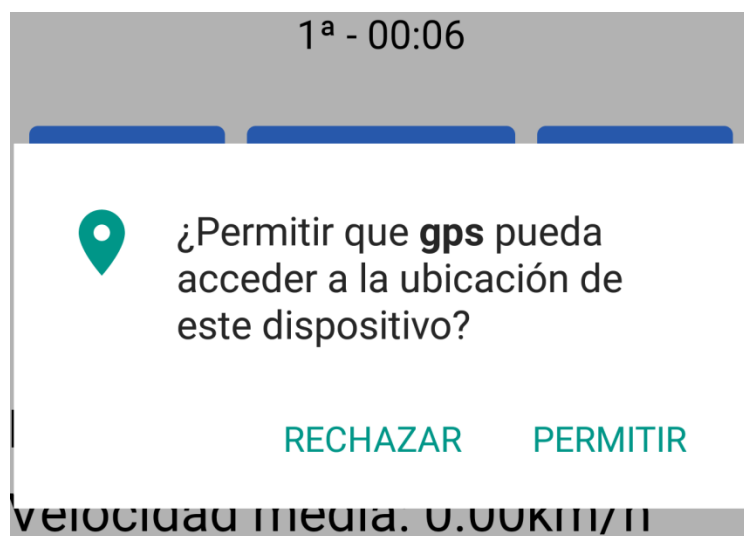 1ª - 00:06
¿Permitir que gps pueda
acceder a la ubicación de
este dispositivo?
RECHAZAR PERMITIR
Velocidad media: 0.00km/h